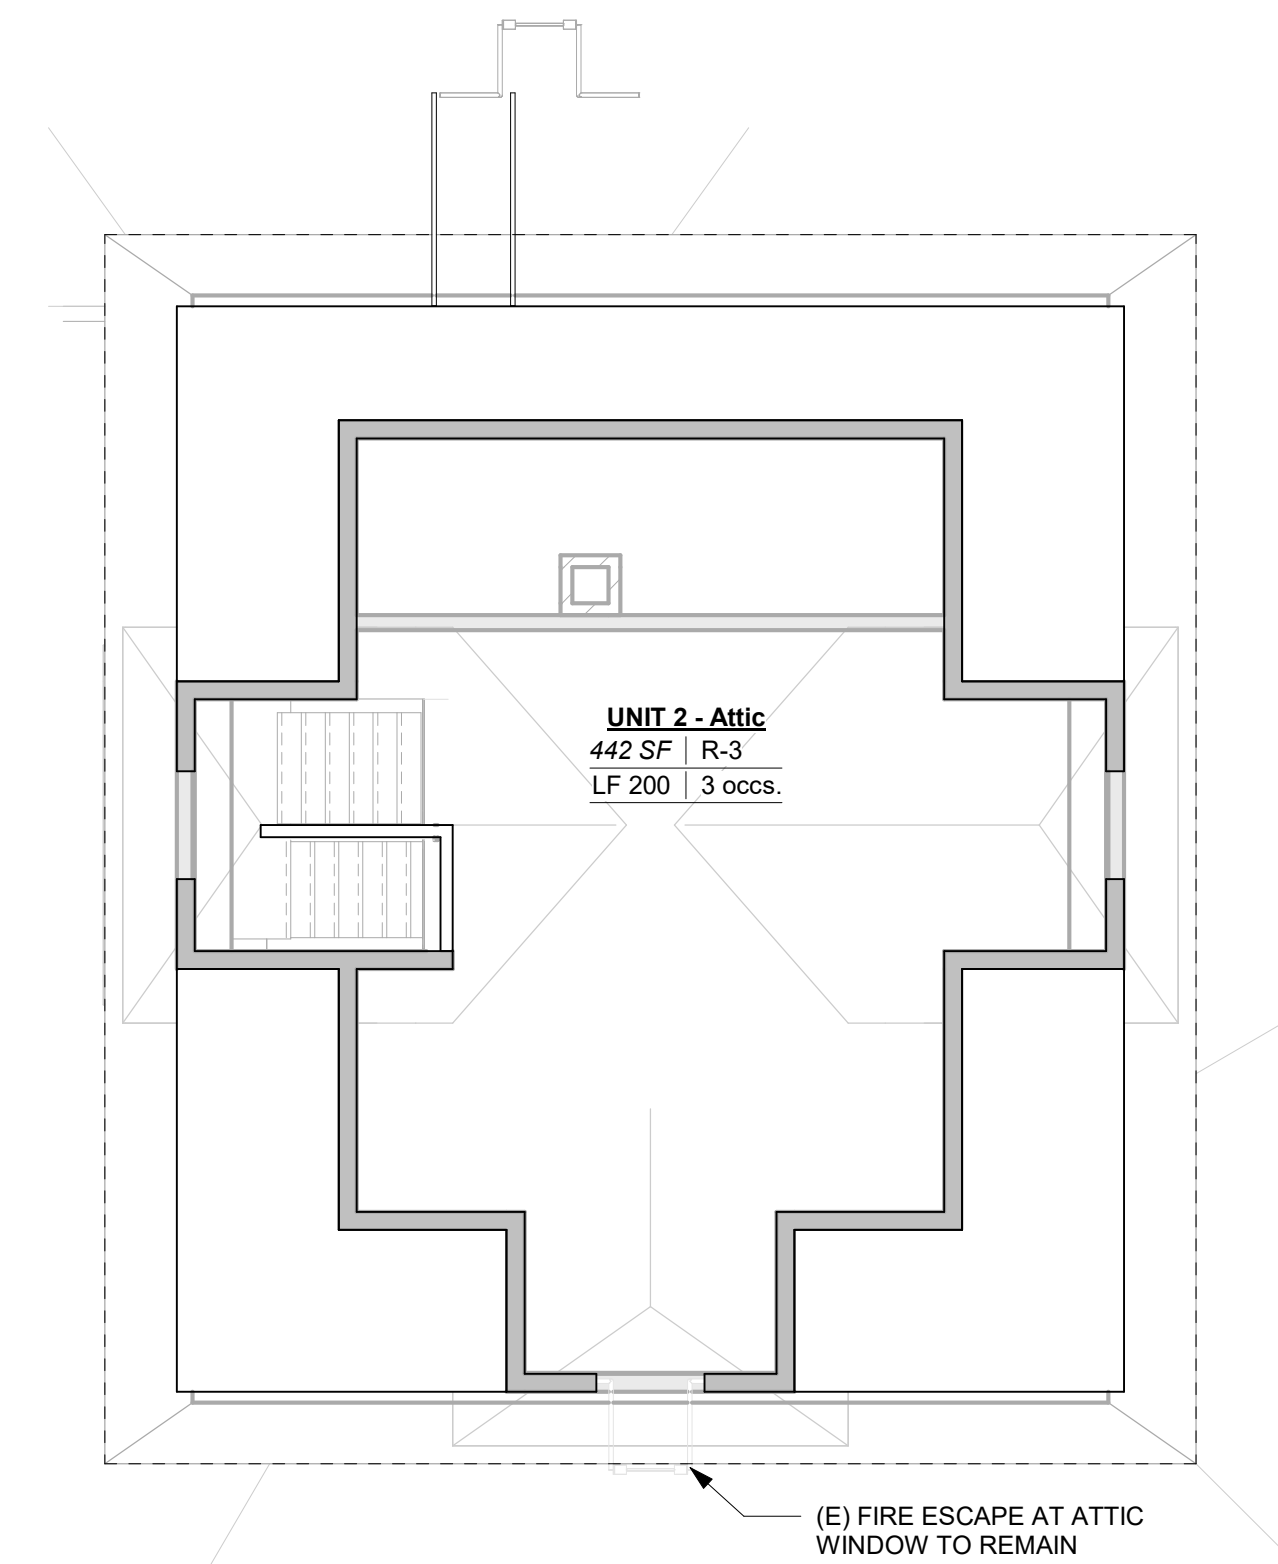 UNIT 2 - Attic
442 SF R-3
LF 200 3 occs.
(E) FIRE ESCAPE AT ATTIC
WINDOW TO REMAIN